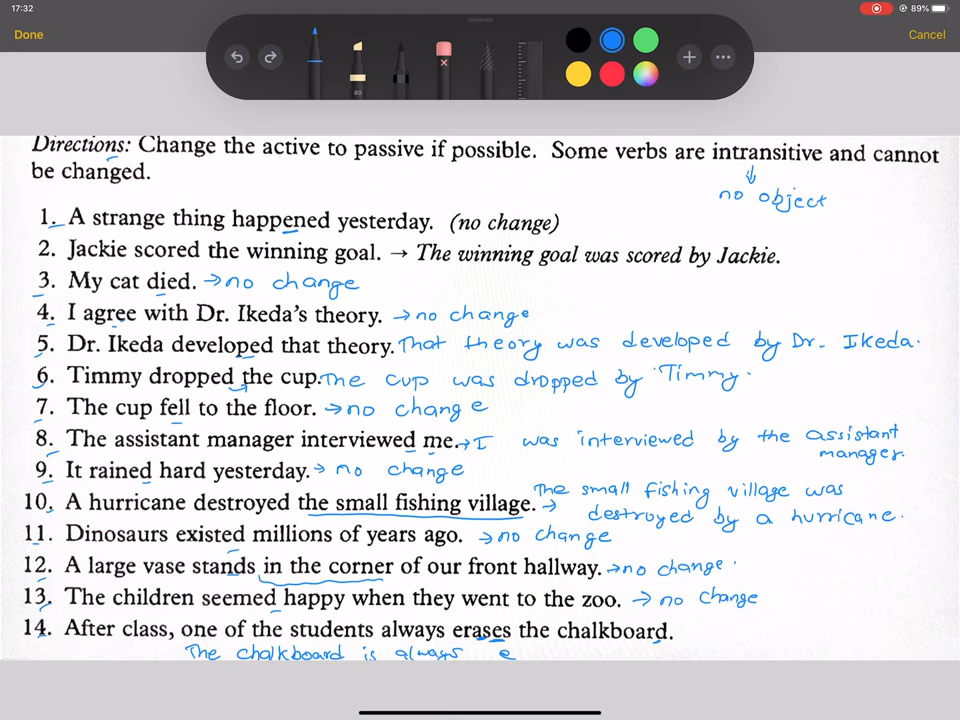 17:32
89%
Done
Cancel
80
Directions: Change the active to passive if possible. Some verbs are intransitive and cannot
be changed.
no object
1. A strange thing happened yesterday. (no change)
2. Jackie scored the winning goal. → The winning goal was scored by Jackie.
3. My cat died. →no change
4. I agree with Dr. Ikeda's theory. →no change
5. Dr. Ikeda developed that theory. That theory was developed by Dr. Ikeda.
6. Timmy dropped the cup. The cup was dropped by Timmy.
7. The cup fell to the floor. →no change
8. The assistant manager interviewed me. →I was interviewed by the assistant
manager.
9. It rained hard yesterday. → no change
10. A hurricane destroyed the small fishing village. → The small fishing village was
destroyed by a hurricane.
11. Dinosaurs existed millions of years ago. →no change
12. A large vase stands in the corner of our front hallway. →no change.
13. The children seemed happy when they went to the zoo. → no change
14. After class, one of the students always erases the chalkboard.
The chalkboard is always e